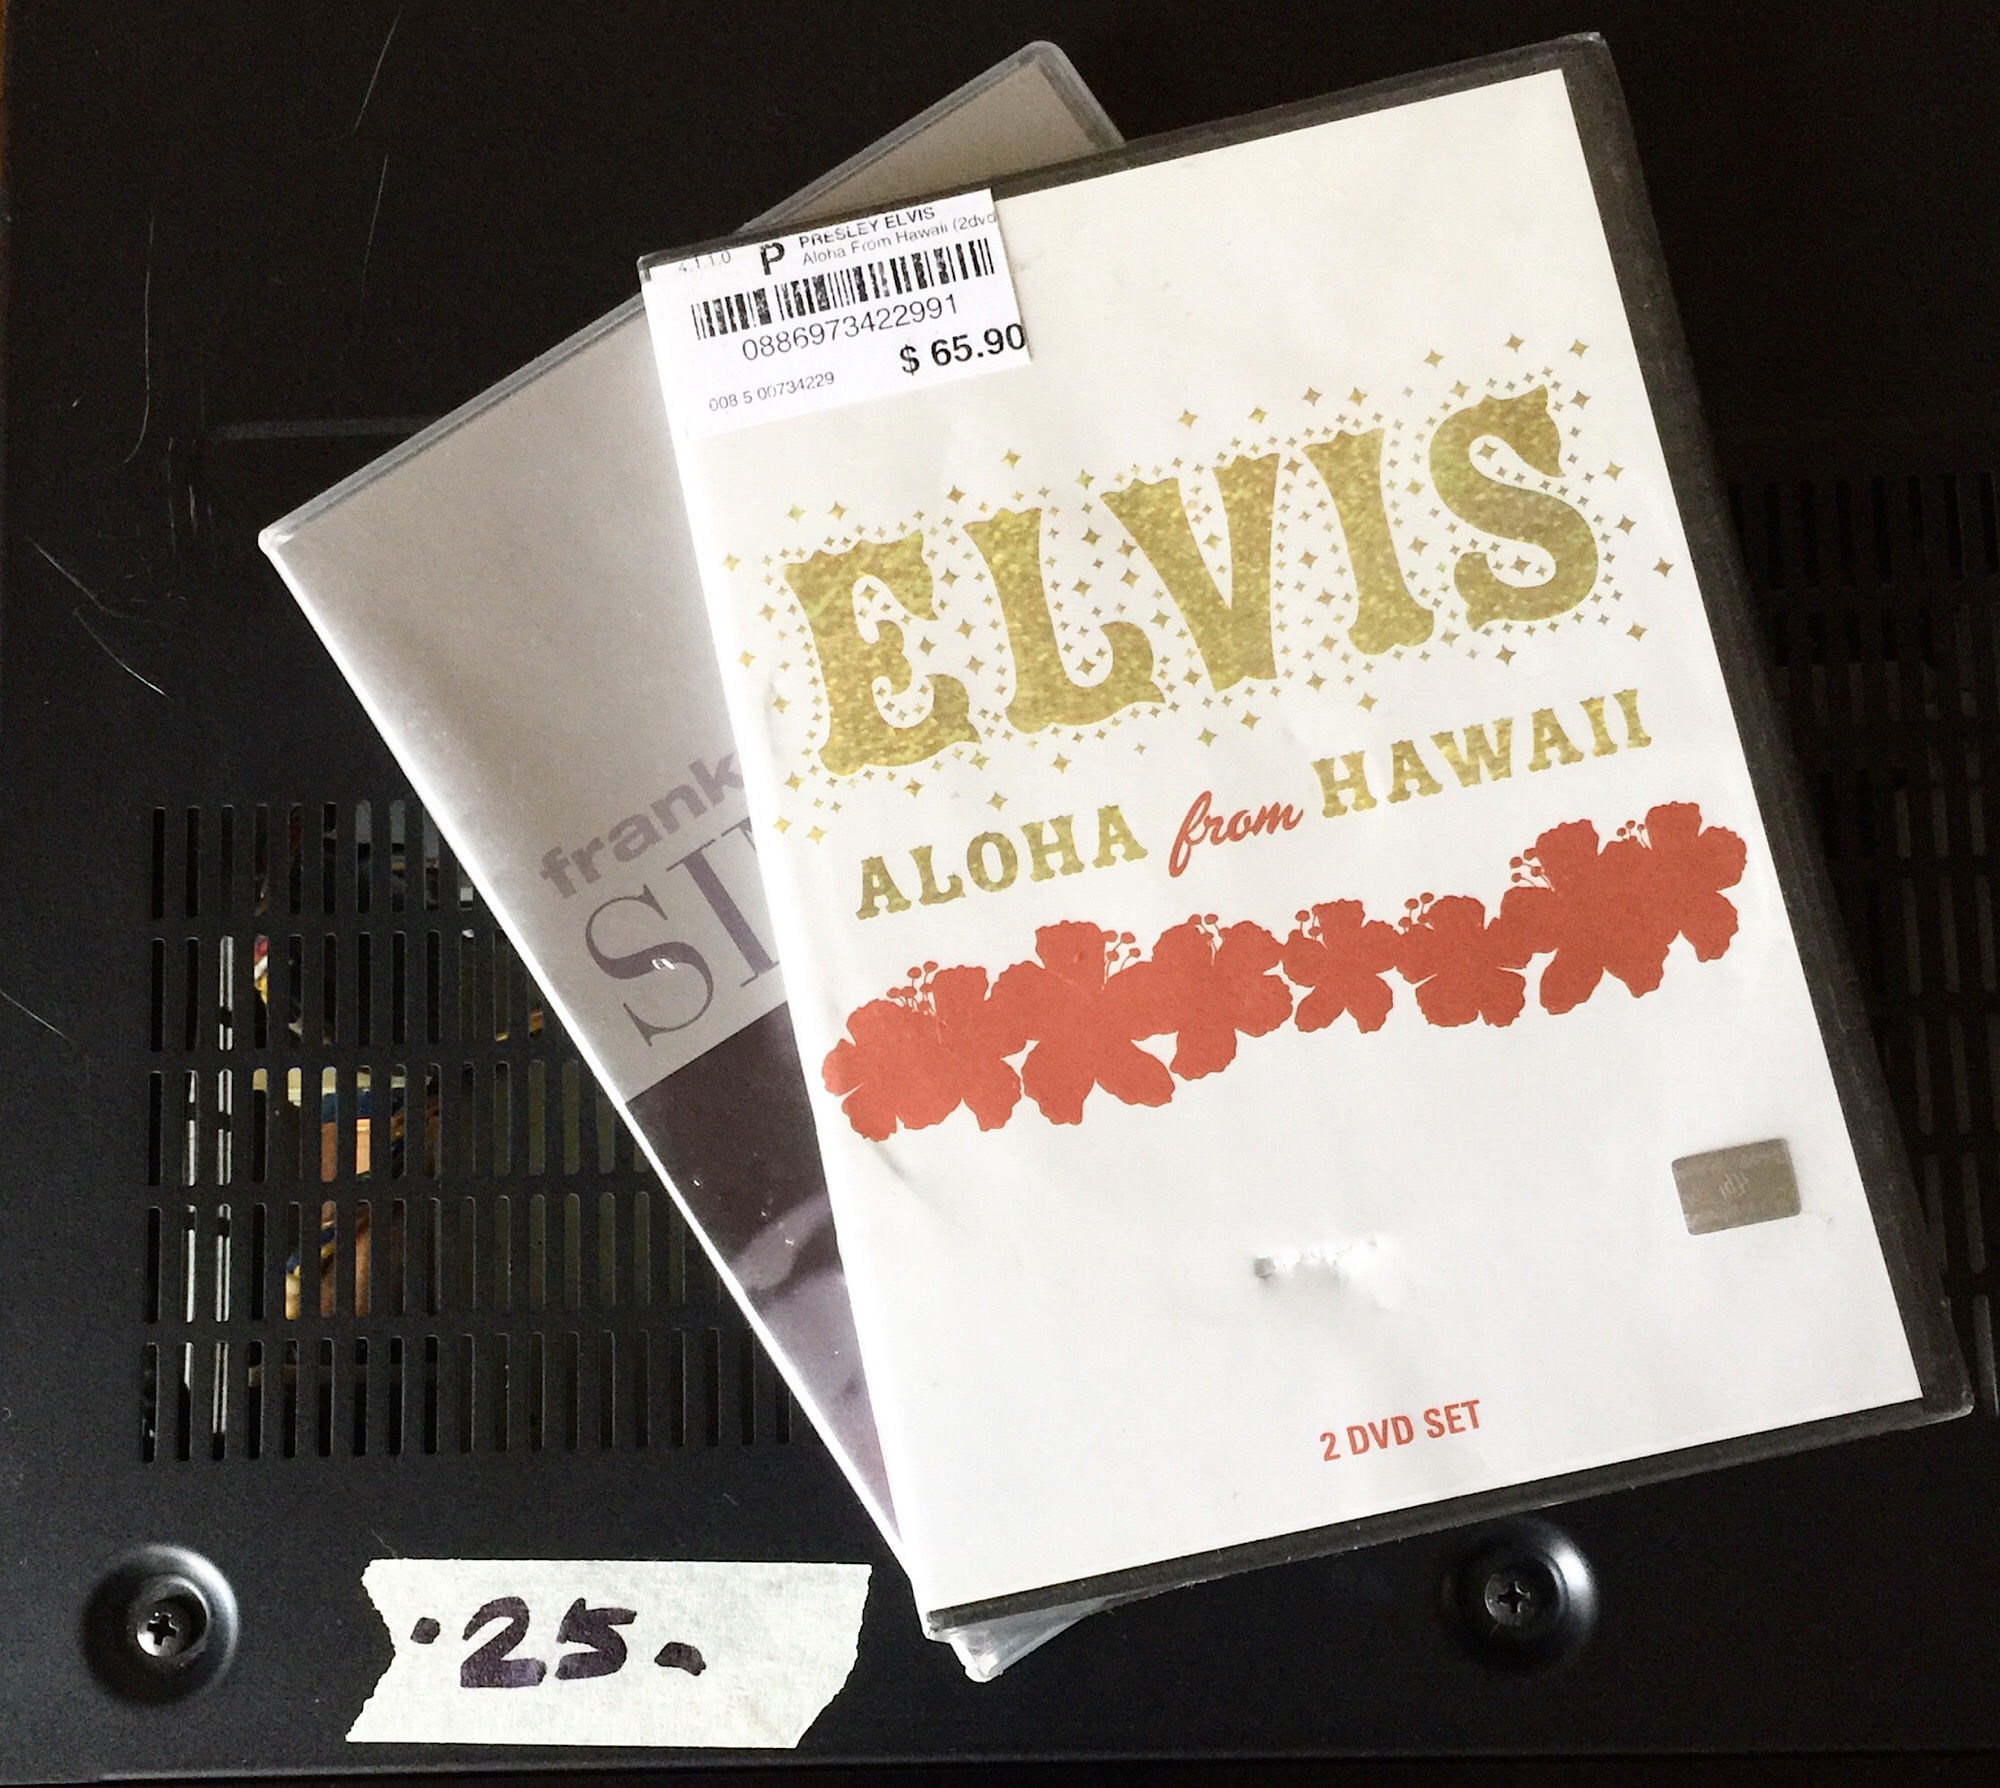 PRESLEY ELVIS
4.1.1.0 P Aloha From Hawaii (2dvd
0886973422991
$ 65.90
008 5 00734229
ELVIS
ALOHA from HAWAII
2 DVD SET
frank
SI
.25-